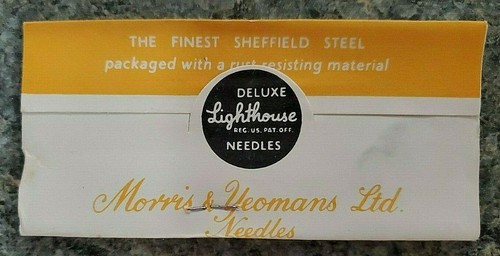 THE FINEST SHEFFIELD STEEL
packaged with a rust resisting material
DELUXE
Lighthouse
REG. US. PAT. OFF.
NEEDLES
Morris & Yeomans Ltd.
Needles